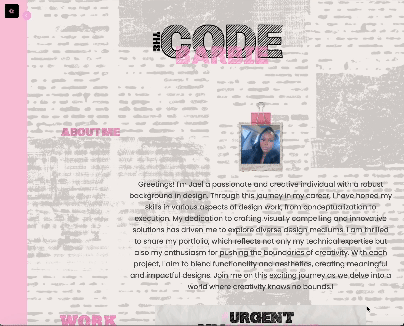 THE
CODE
BARBIE
ABOUT ME
Greetings! I'm Jael a passionate and creative individual with a robust
background in design. Through this journey in my career, I have honed my
skills in various aspects of design work, from conceptualization to
execution. My dedication to crafting visually compelling and innovative
solutions has driven me to explore diverse design mediums. I am thrilled
to share my portfolio, which reflects not only my technical expertise but
also my enthusiasm for pushing the boundaries of creativity. With each
project, I aim to blend functionality and aesthetics, creating meaningful
and impactful designs. Join me on this exciting journey as we delve into a
world where creativity knows no bounds!
WORK
URGENT